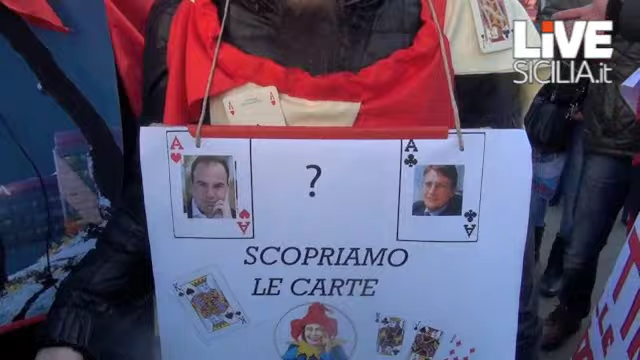 LiVE
SICILIA.it
A A
A A
?
A A
SCOPRIAMO
LE CARTE
K
K K